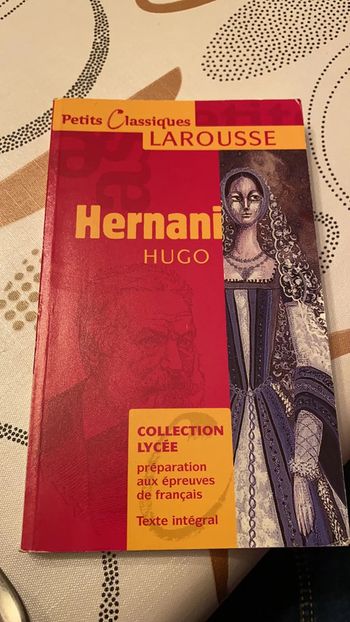 Petits Classiques
LAROUSSE
Hernani
HUGO
COLLECTION
LYCÉE
préparation
aux épreuves
de français
Texte intégral